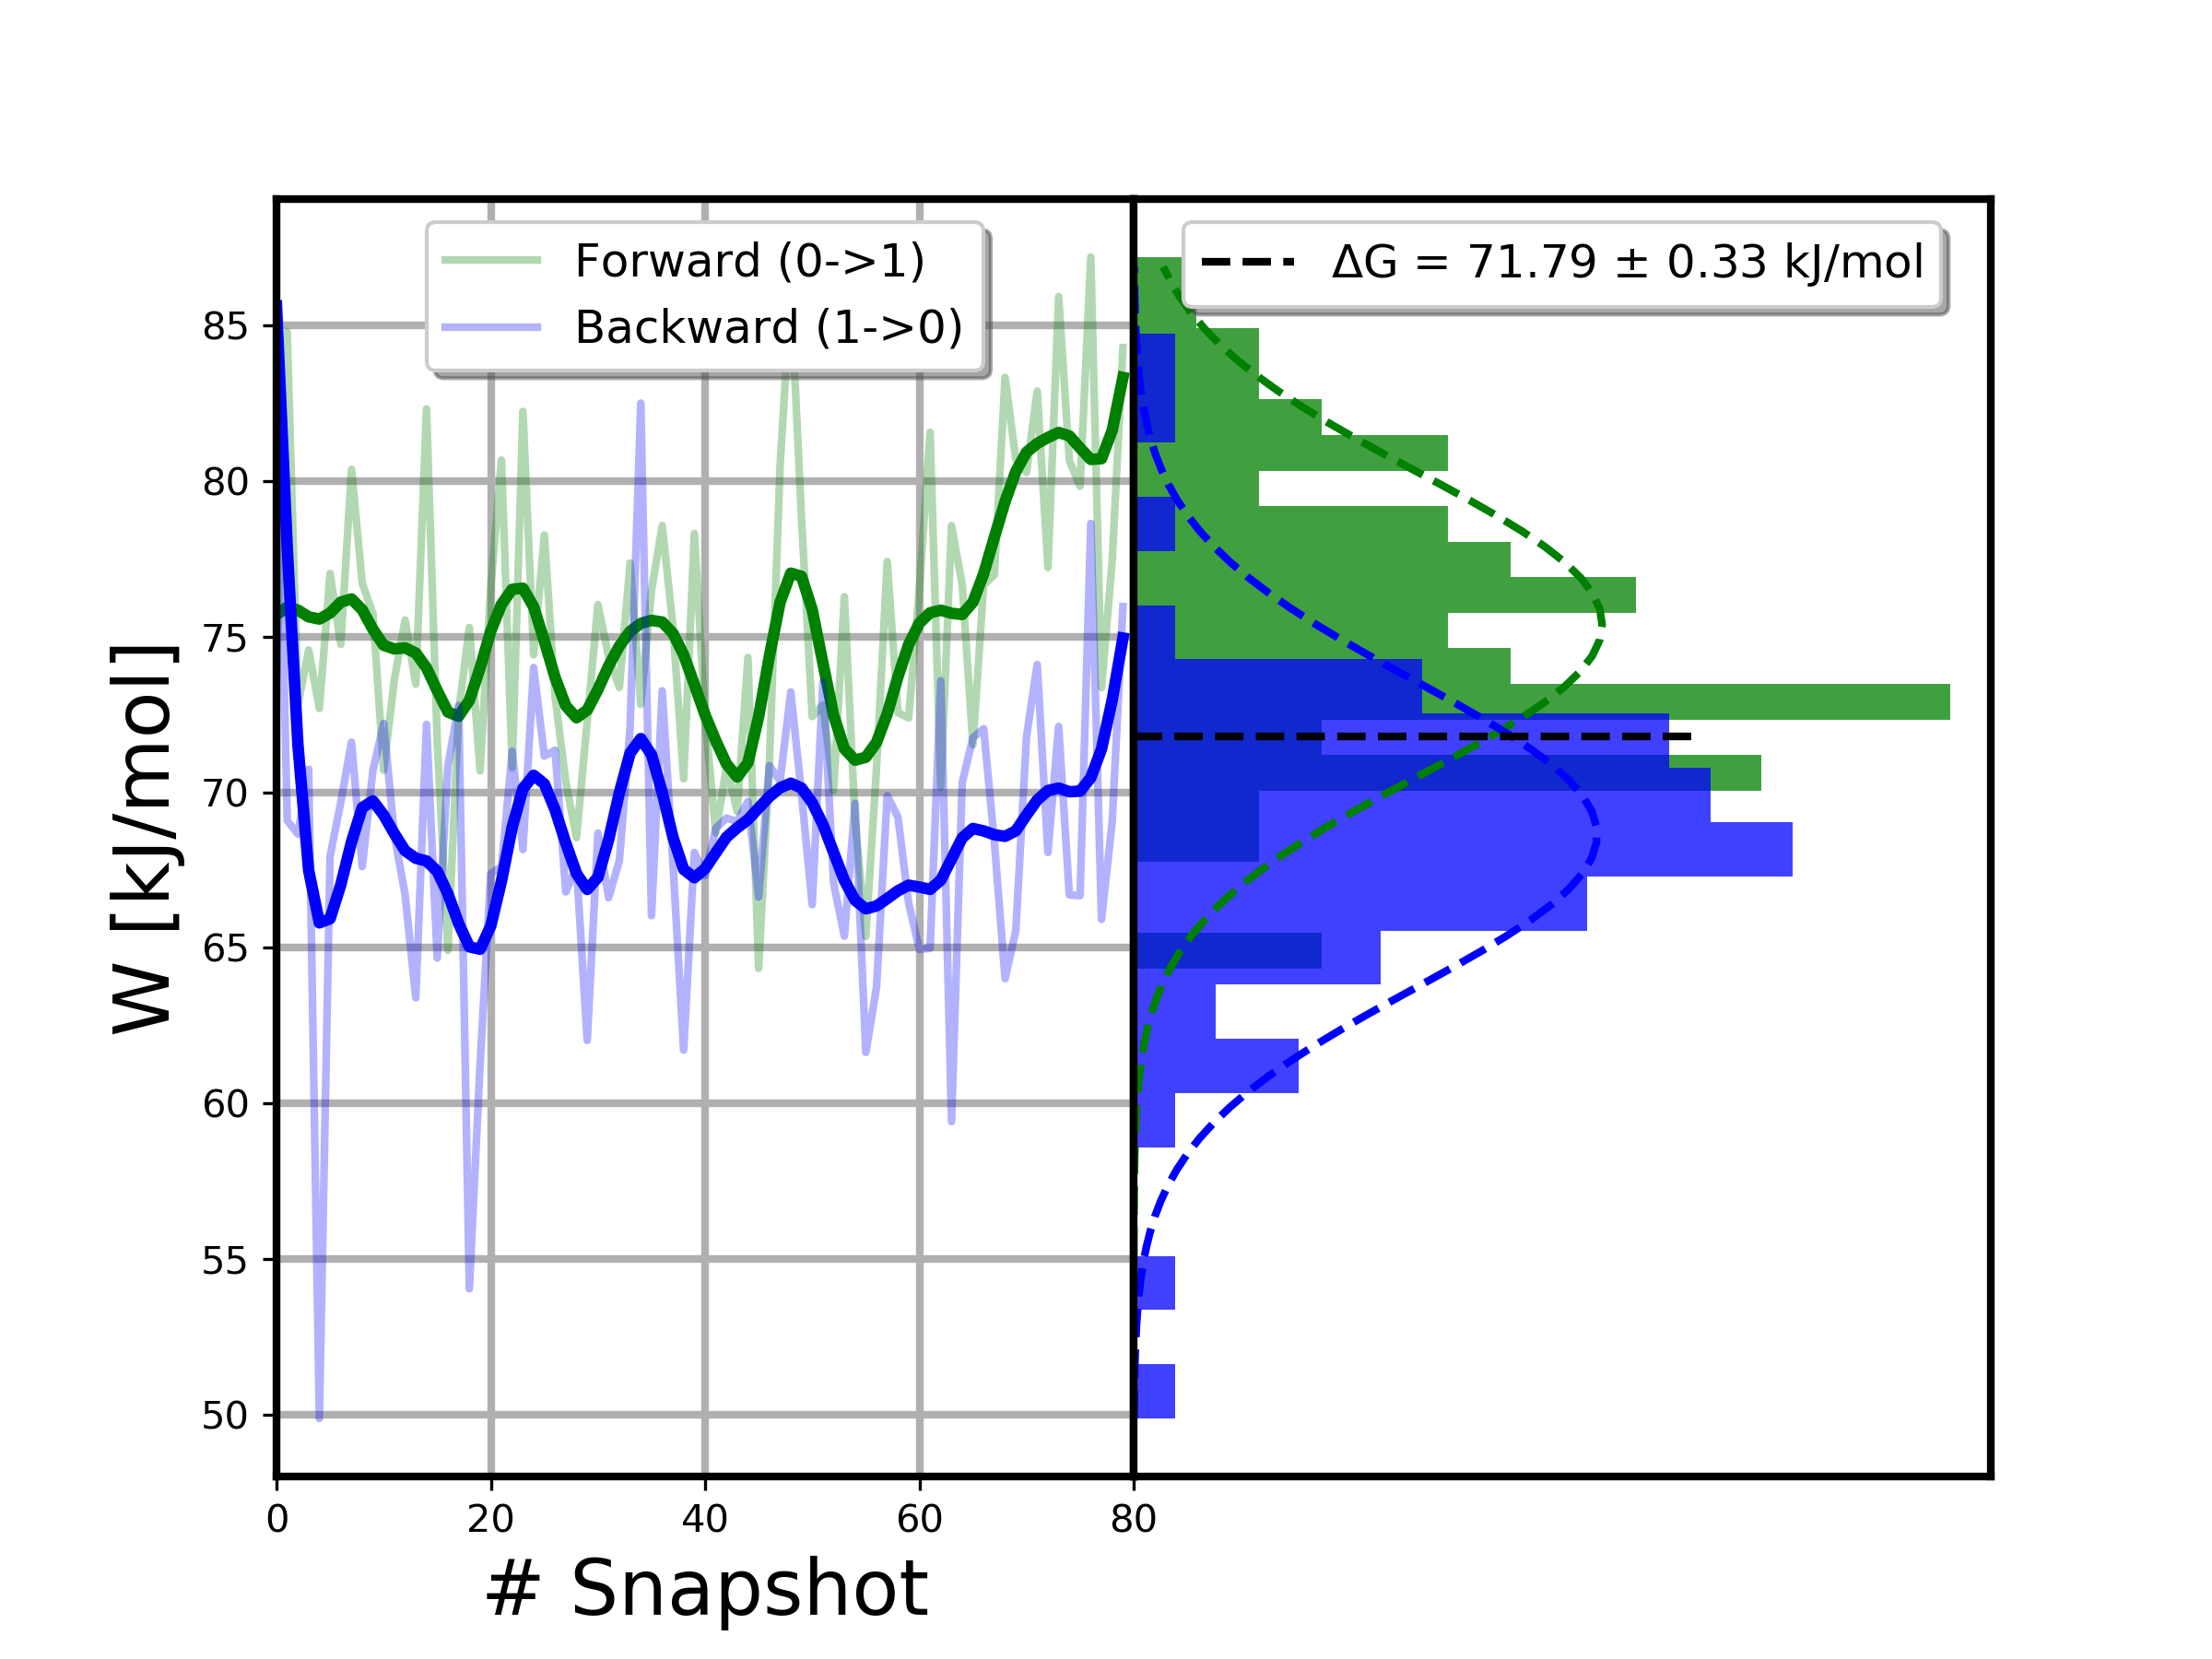 Forward (0->1)
Backward (1->0)
ΔG = 71.79 ± 0.33 kJ/mol
85
80
75
70
65
60
55
50
W [kJ/mol]
0 20 40 60 80
# Snapshot